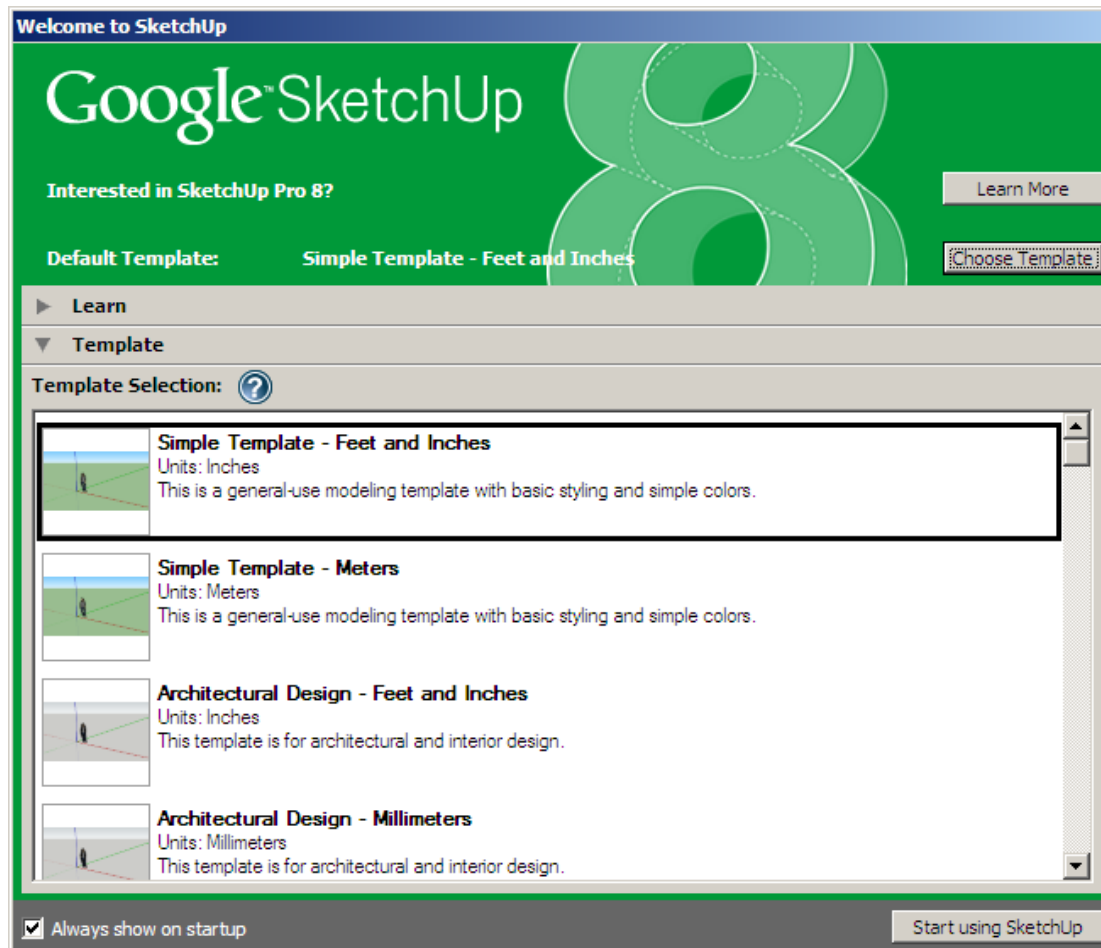 Welcome to SketchUp
Google™ SketchUp
8
Interested in SketchUp Pro 8?
Learn More
Default Template: Simple Template - Feet and Inches
Choose Template
Learn
Template
Template Selection: ?
Simple Template - Feet and Inches
Units: Inches
This is a general-use modeling template with basic styling and simple colors.
Simple Template - Meters
Units: Meters
This is a general-use modeling template with basic styling and simple colors.
Architectural Design - Feet and Inches
Units: Inches
This template is for architectural and interior design.
Architectural Design - Millimeters
Units: Millimeters
This template is for architectural and interior design.
Always show on startup
Start using SketchUp